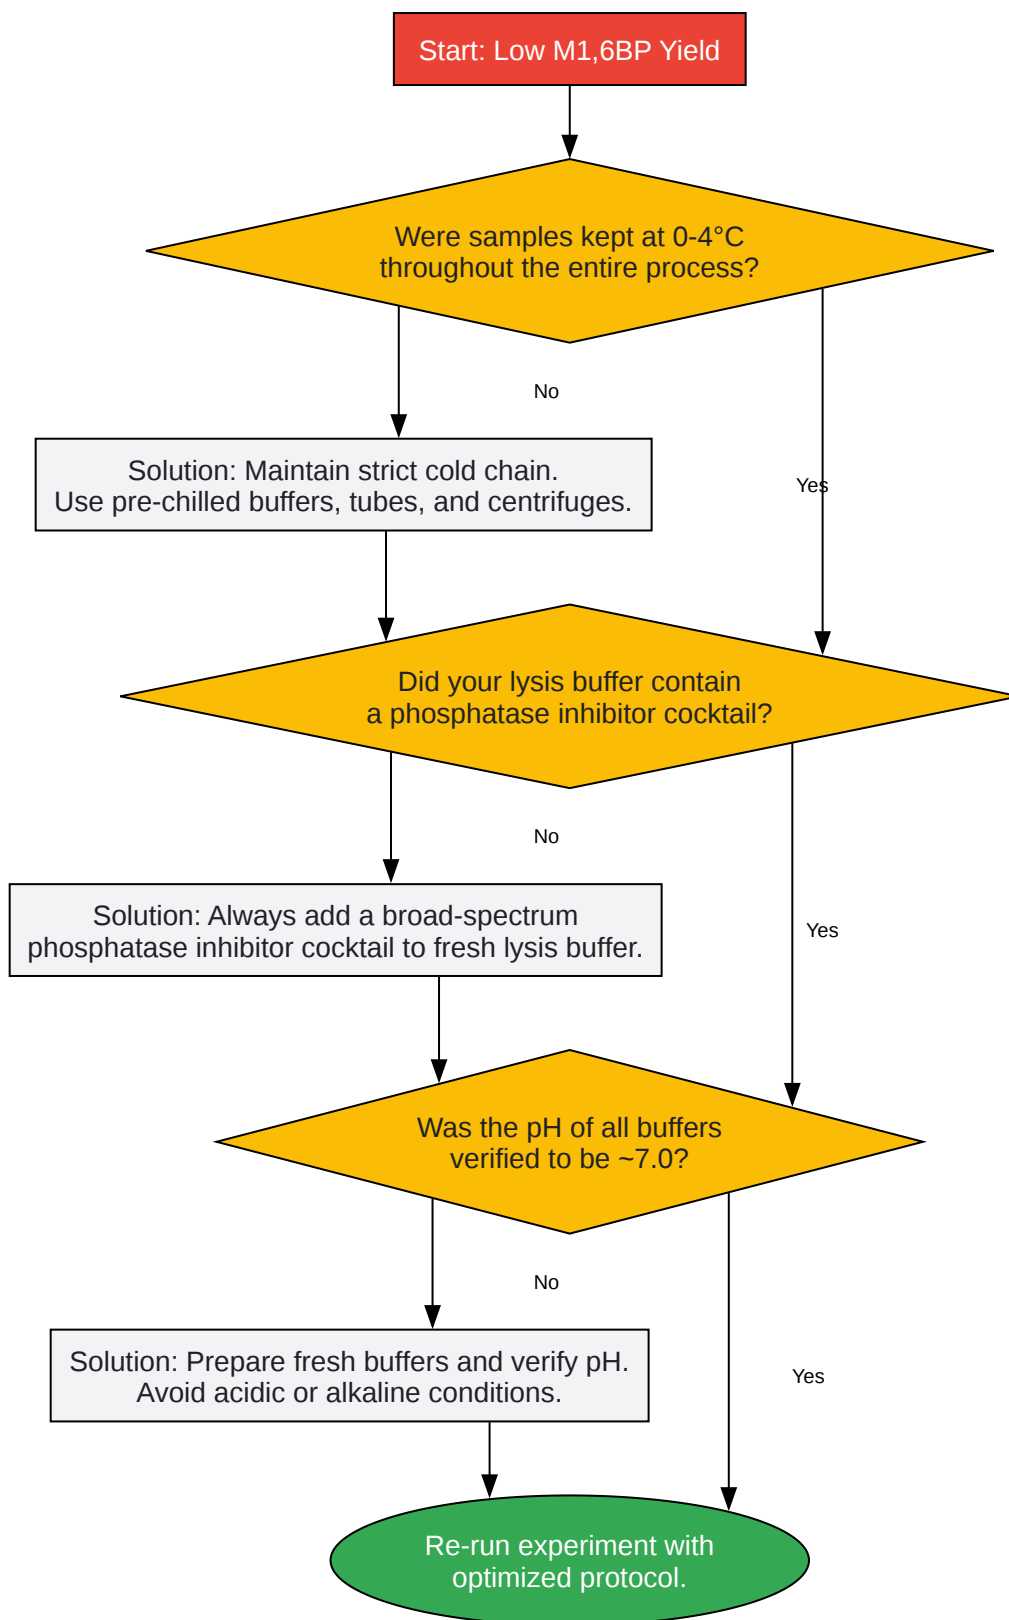 Start: Low M1,6BP Yield
Were samples kept at 0-4°C
throughout the entire process?
No
Solution: Maintain strict cold chain.
Use pre-chilled buffers, tubes, and centrifuges.
Yes
Did your lysis buffer contain
a phosphatase inhibitor cocktail?
No
Solution: Always add a broad-spectrum
phosphatase inhibitor cocktail to fresh lysis buffer.
Yes
Was the pH of all buffers
verified to be ~7.0?
No
Solution: Prepare fresh buffers and verify pH.
Avoid acidic or alkaline conditions.
Yes
Re-run experiment with
optimized protocol.